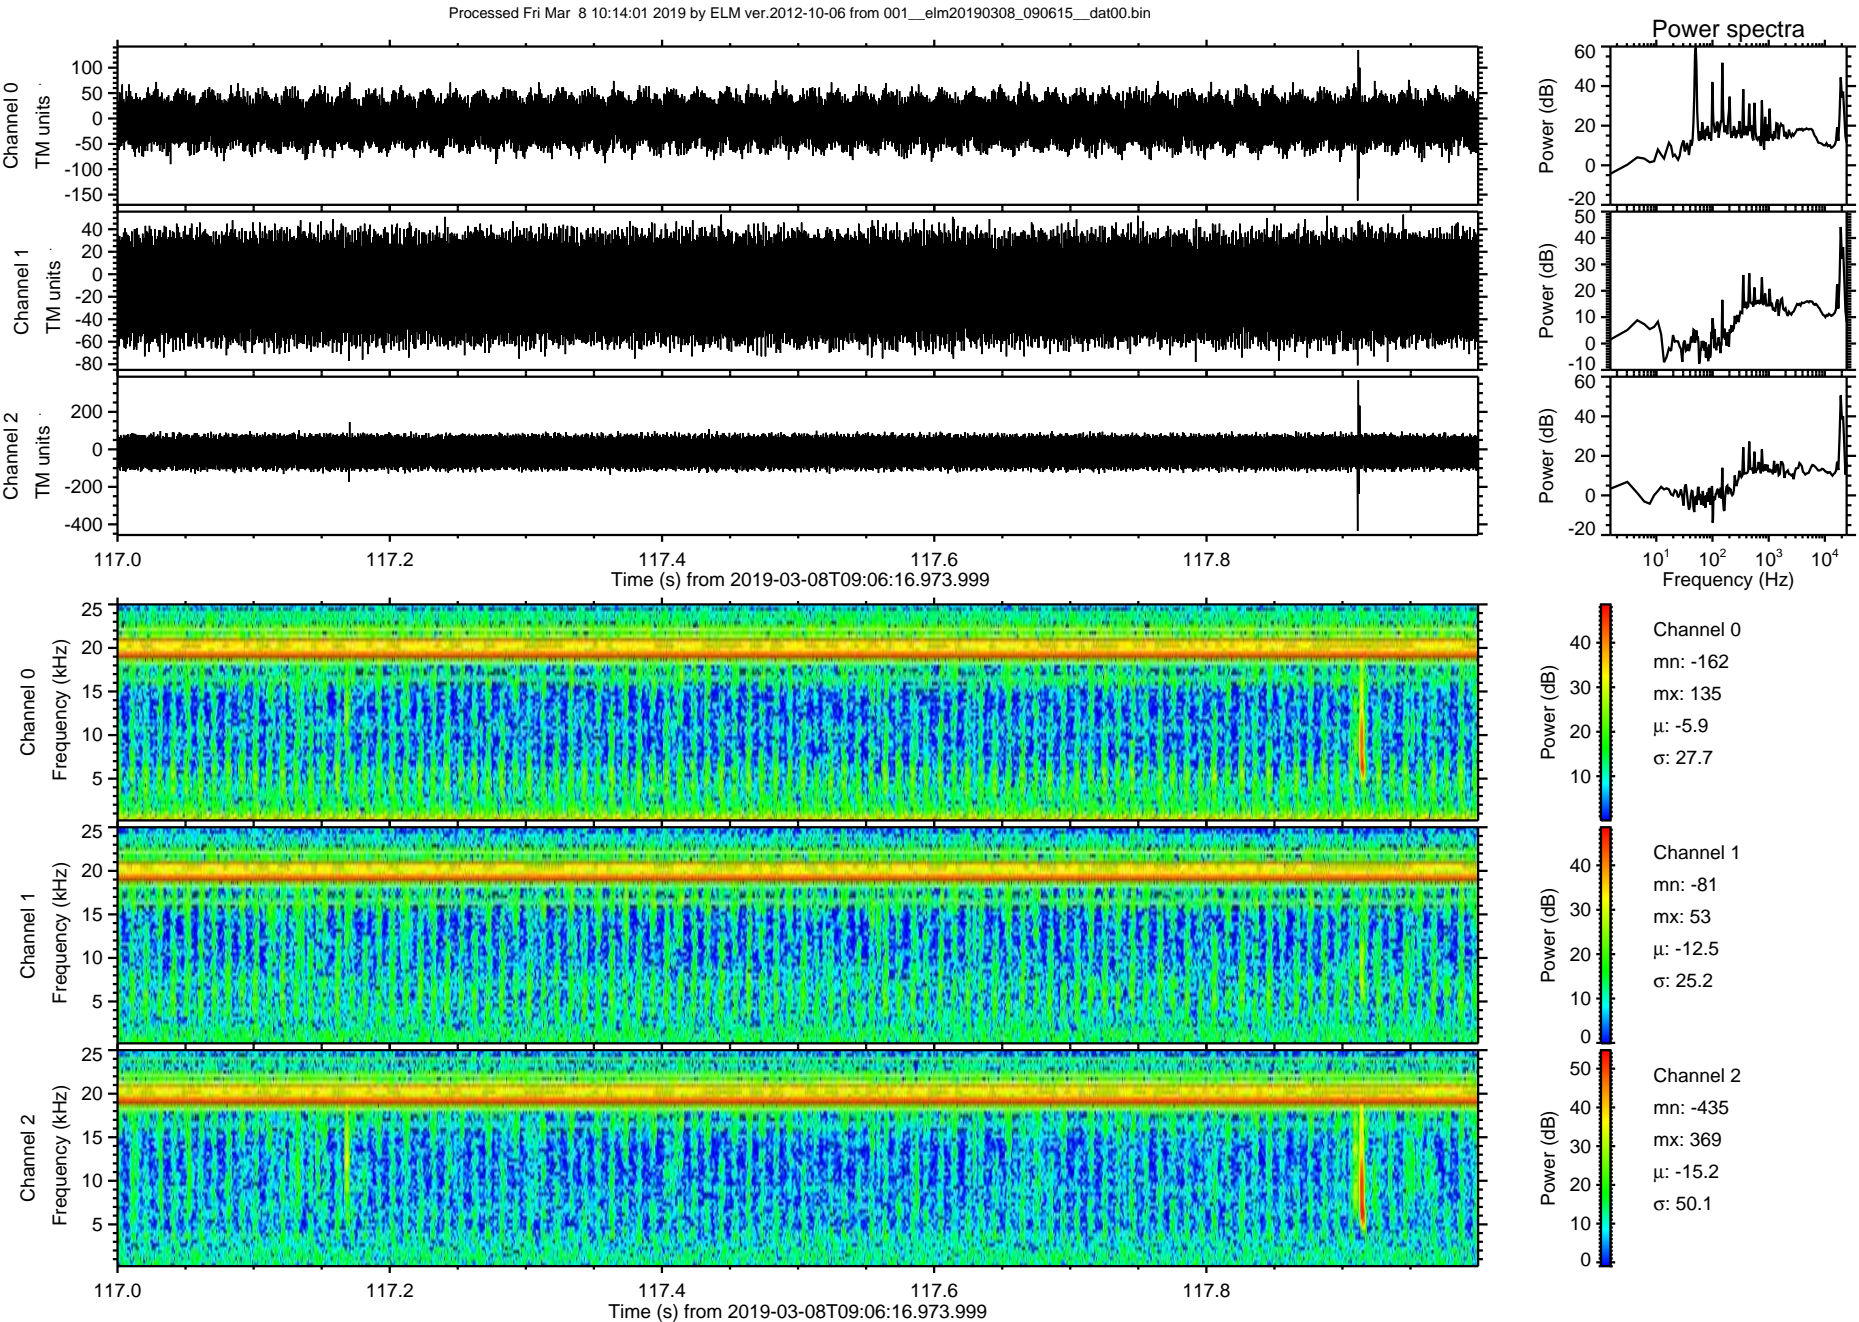 Processed Fri Mar  8 10:14:01 2019 by ELM ver.2012-10-06 from 001__elm20190308_090615__dat00.bin
Power spectra
Channel 0
TM units
100
50
0
-50
-100
-150
Power (dB)
60
40
20
0
-20
Channel 1
TM units
40
20
0
-20
-40
-60
-80
Power (dB)
50
40
30
20
10
0
-10
Channel 2
TM units
200
0
-200
-400
Power (dB)
60
40
20
0
-20
117.0 117.2 117.4 117.6 117.8
Time (s) from 2019-03-08T09:06:16.973.999
10^1 10^2 10^3 10^4
Frequency (Hz)
Channel 0
Frequency (kHz)
25
20
15
10
5
Power (dB)
40
30
20
10
Channel 0
mn: -162
mx: 135
μ: -5.9
σ: 27.7
Channel 1
Frequency (kHz)
25
20
15
10
5
Power (dB)
40
30
20
10
0
Channel 1
mn: -81
mx: 53
μ: -12.5
σ: 25.2
Channel 2
Frequency (kHz)
25
20
15
10
5
Power (dB)
50
40
30
20
10
0
Channel 2
mn: -435
mx: 369
μ: -15.2
σ: 50.1
117.0 117.2 117.4 117.6 117.8
Time (s) from 2019-03-08T09:06:16.973.999